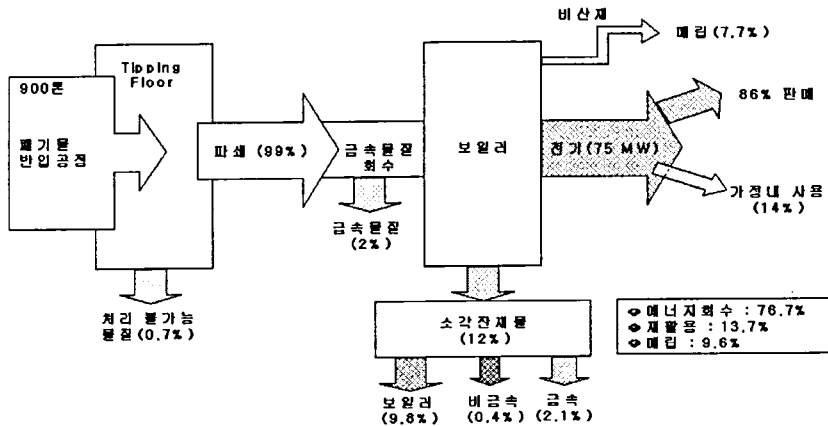 비산재
매립(7.7%)
Tipping
Floor
900톤
폐기물
반입공정
파쇄 (99%)
금속물질
회수
보일러
전기(75 MW)
86% 판매
가정내 사용
(14%)
금속물질
(2%)
처리 불가능
물질(0.7%)
소각잔재물
(12%)
에너지회수 : 76.7%
재활용 : 13.7%
매립 : 9.6%
보일러
(9.8%)
비금속
(0.4%)
금속
(2.1%)